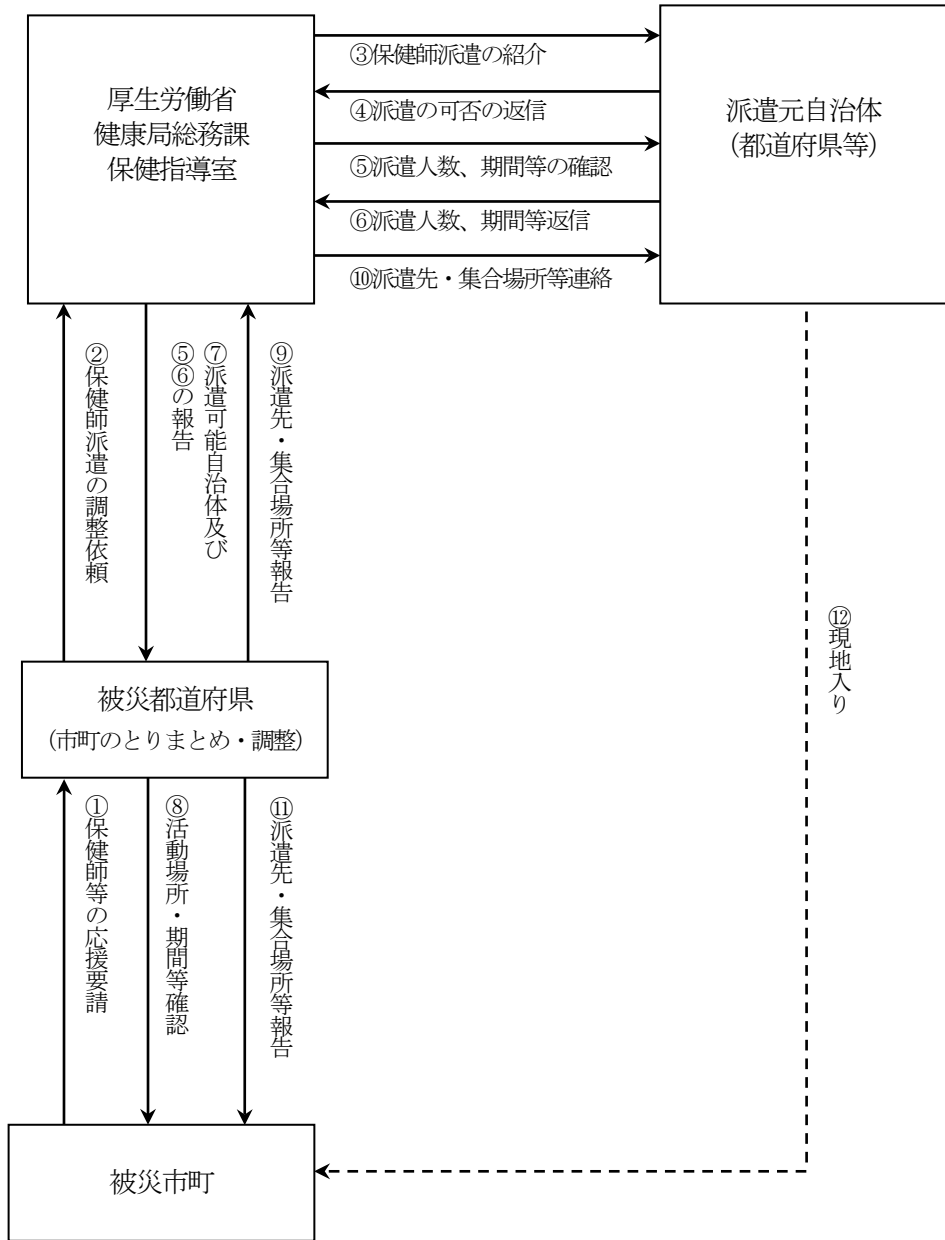 厚生労働省
健康局総務課
保健指導室
③保健師派遣の紹介
④派遣の可否の返信
⑤派遣人数、期間等の確認
⑥派遣人数、期間等返信
⑩派遣先・集合場所等連絡
派遣元自治体
(都道府県等)
②保健師派遣の調整依頼
⑦派遣可能自治体及び
⑤⑥の報告
⑨派遣先・集合場所等報告
⑫現地入り
被災都道府県
(市町のとりまとめ・調整)
①保健師等の応援要請
⑧活動場所・期間等確認
⑪派遣先・集合場所等報告
被災市町